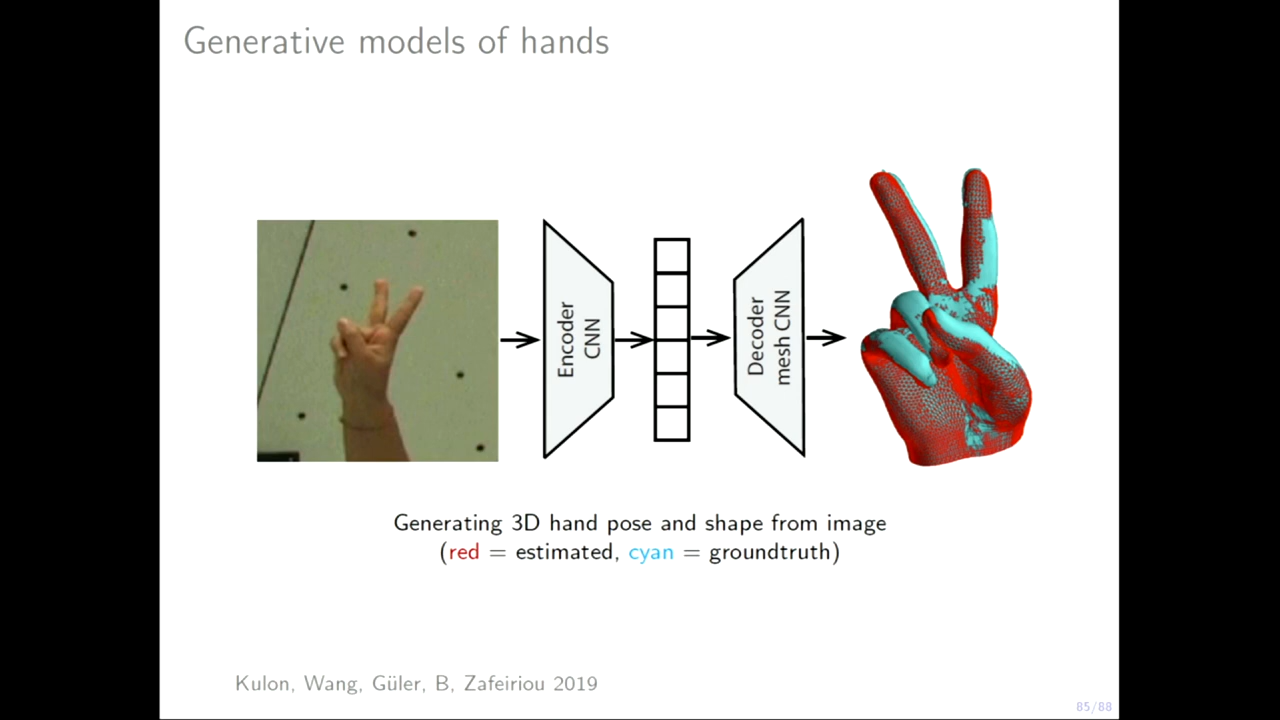 Generative models of hands
Encoder
CNN
Decoder
mesh CNN
Generating 3D hand pose and shape from image
(red = estimated, cyan = groundtruth)
Kulon, Wang, Güler, B, Zafeiriou 2019
85/88